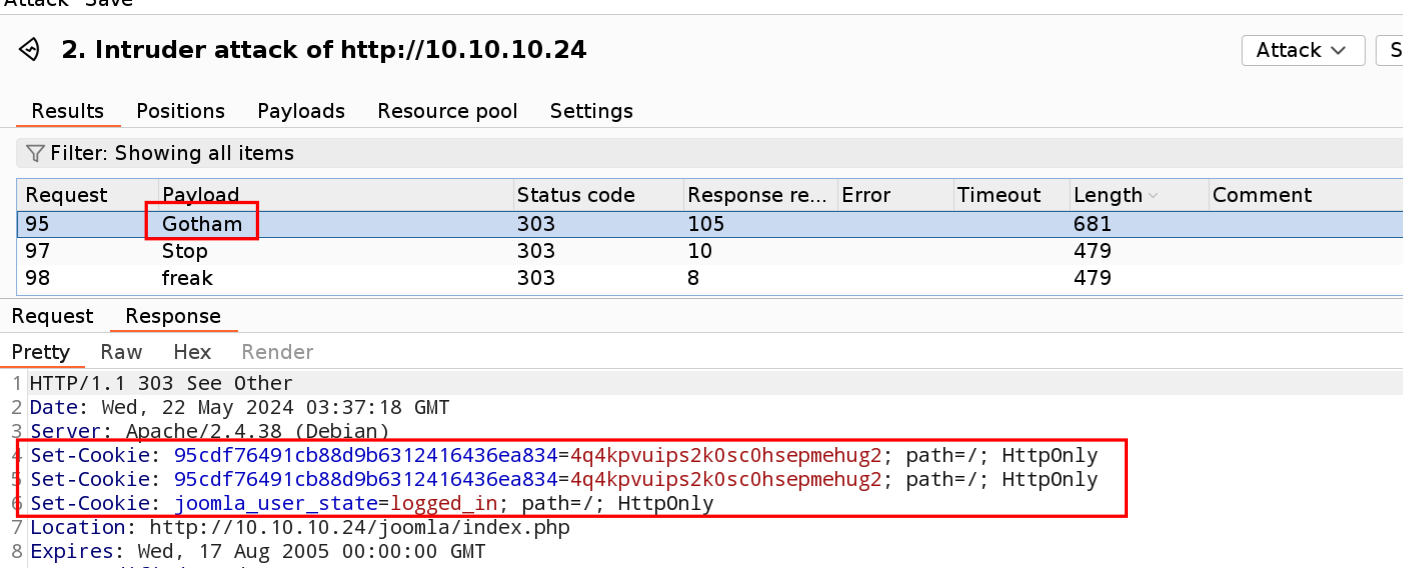 Attack Save
2. Intruder attack of http://10.10.10.24
Attack
S
Results Positions Payloads Resource pool Settings
Filter: Showing all items
Request Payload Status code Response re... Error Timeout Length Comment
95 Gotham 303 105 681
97 Stop 303 10 479
98 freak 303 8 479
Request Response
Pretty Raw Hex Render
1 HTTP/1.1 303 See Other
2 Date: Wed, 22 May 2024 03:37:18 GMT
3 Server: Apache/2.4.38 (Debian)
4 Set-Cookie: 95cdf76491cb88d9b6312416436ea834=4q4kpvuips2k0sc0hsepmehug2; path=/; HttpOnly
5 Set-Cookie: 95cdf76491cb88d9b6312416436ea834=4q4kpvuips2k0sc0hsepmehug2; path=/; HttpOnly
6 Set-Cookie: joomla_user_state=logged_in; path=/; HttpOnly
7 Location: http://10.10.10.24/joomla/index.php
8 Expires: Wed, 17 Aug 2005 00:00:00 GMT